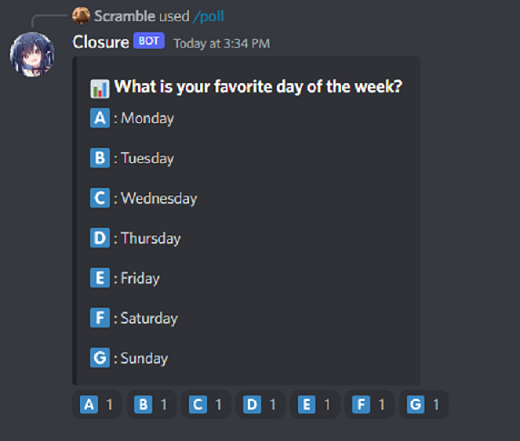 Scramble used /poll
Closure BOT Today at 3:34 PM
What is your favorite day of the week?
A : Monday
B : Tuesday
C : Wednesday
D : Thursday
E : Friday
F : Saturday
G : Sunday
A 1 B 1 C 1 D 1 E 1 F 1 G 1